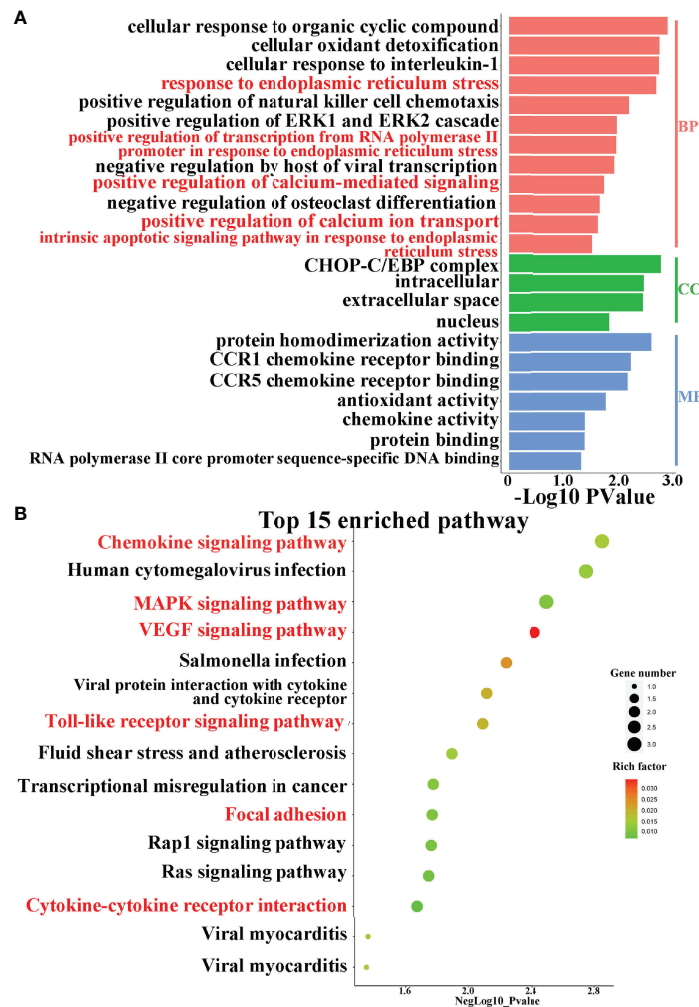 A
cellular response to organic cyclic compound
cellular oxidant detoxification
cellular response to interleukin-1
response to endoplasmic reticulum stress
positive regulation of natural killer cell chemotaxis
positive regulation of ERK1 and ERK2 cascade
positive regulation of transcription from RNA polymerase II
promoter in response to endoplasmic reticulum stress
negative regulation by host of viral transcription
positive regulation of calcium-mediated signaling
negative regulation of osteoclast differentiation
positive regulation of calcium ion transport
intrinsic apoptotic signaling pathway in response to endoplasmic
reticulum stress
BP
CHOP-C/EBP complex
intracellular
extracellular space
nucleus
CC
protein homodimerization activity
CCR1 chemokine receptor binding
CCR5 chemokine receptor binding
antioxidant activity
chemokine activity
protein binding
RNA polymerase II core promoter sequence-specific DNA binding
MF
0 1.0 2.0 3.0
-Log10 PValue
B
Top 15 enriched pathway
Chemokine signaling pathway
Human cytomegalovirus infection
MAPK signaling pathway
VEGF signaling pathway
Salmonella infection
Viral protein interaction with cytokine
and cytokine receptor
Toll-like receptor signaling pathway
Fluid shear stress and atherosclerosis
Transcriptional misregulation in cancer
Focal adhesion
Rap1 signaling pathway
Ras signaling pathway
Cytokine-cytokine receptor interaction
Viral myocarditis
Viral myocarditis
1.6 2.0 2.4 2.8
NegLog10_Pvalue
Gene number
1.0
1.5
2.0
2.5
3.0
Rich factor
0.030
0.025
0.020
0.015
0.010